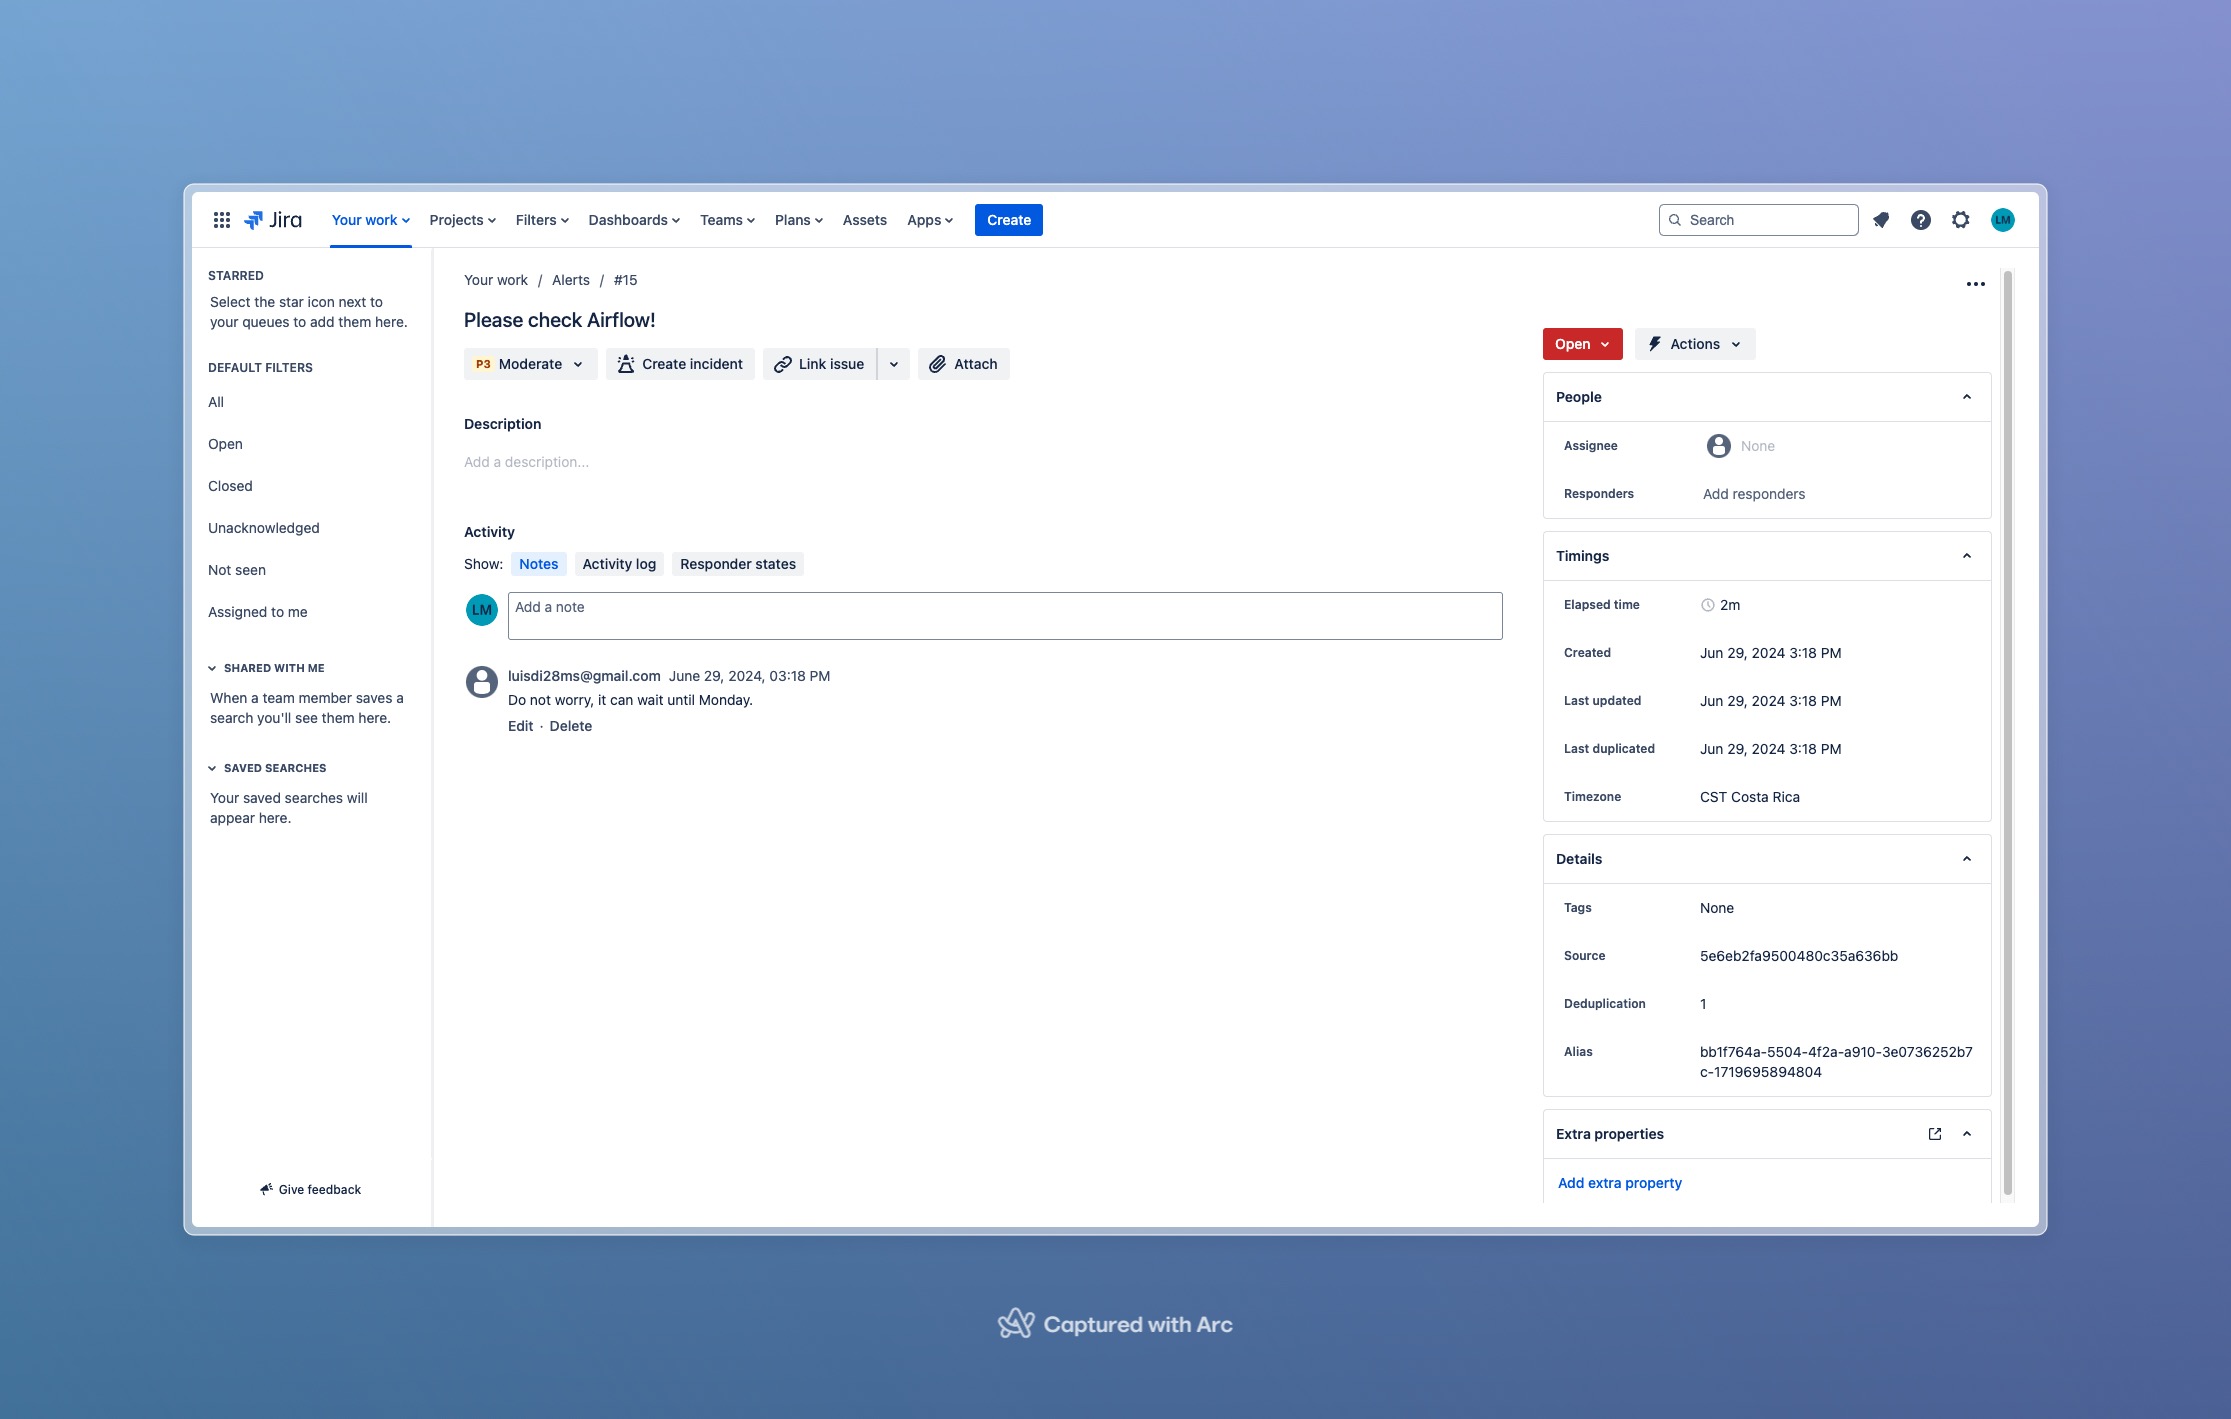 Jira
Your work
Projects
Filters
Dashboards
Teams
Plans
Assets
Apps
Create
Search
LM
STARRED
Select the star icon next to
your queues to add them here.
DEFAULT FILTERS
All
Open
Closed
Unacknowledged
Not seen
Assigned to me
SHARED WITH ME
When a team member saves a
search you'll see them here.
SAVED SEARCHES
Your saved searches will
appear here.
Give feedback
Your work / Alerts / #15
Please check Airflow!
P3 Moderate
Create incident
Link issue
Attach
Description
Add a description...
Activity
Show: Notes Activity log Responder states
LM
Add a note
luisdi28ms@gmail.com June 29, 2024, 03:18 PM
Do not worry, it can wait until Monday.
Edit · Delete
Open
Actions
People
Assignee None
Responders Add responders
Timings
Elapsed time 2m
Created Jun 29, 2024 3:18 PM
Last updated Jun 29, 2024 3:18 PM
Last duplicated Jun 29, 2024 3:18 PM
Timezone CST Costa Rica
Details
Tags None
Source 5e6eb2fa9500480c35a636bb
Deduplication 1
Alias bb1f764a-5504-4f2a-a910-3e0736252b7
c-1719695894804
Extra properties
Add extra property
Captured with Arc